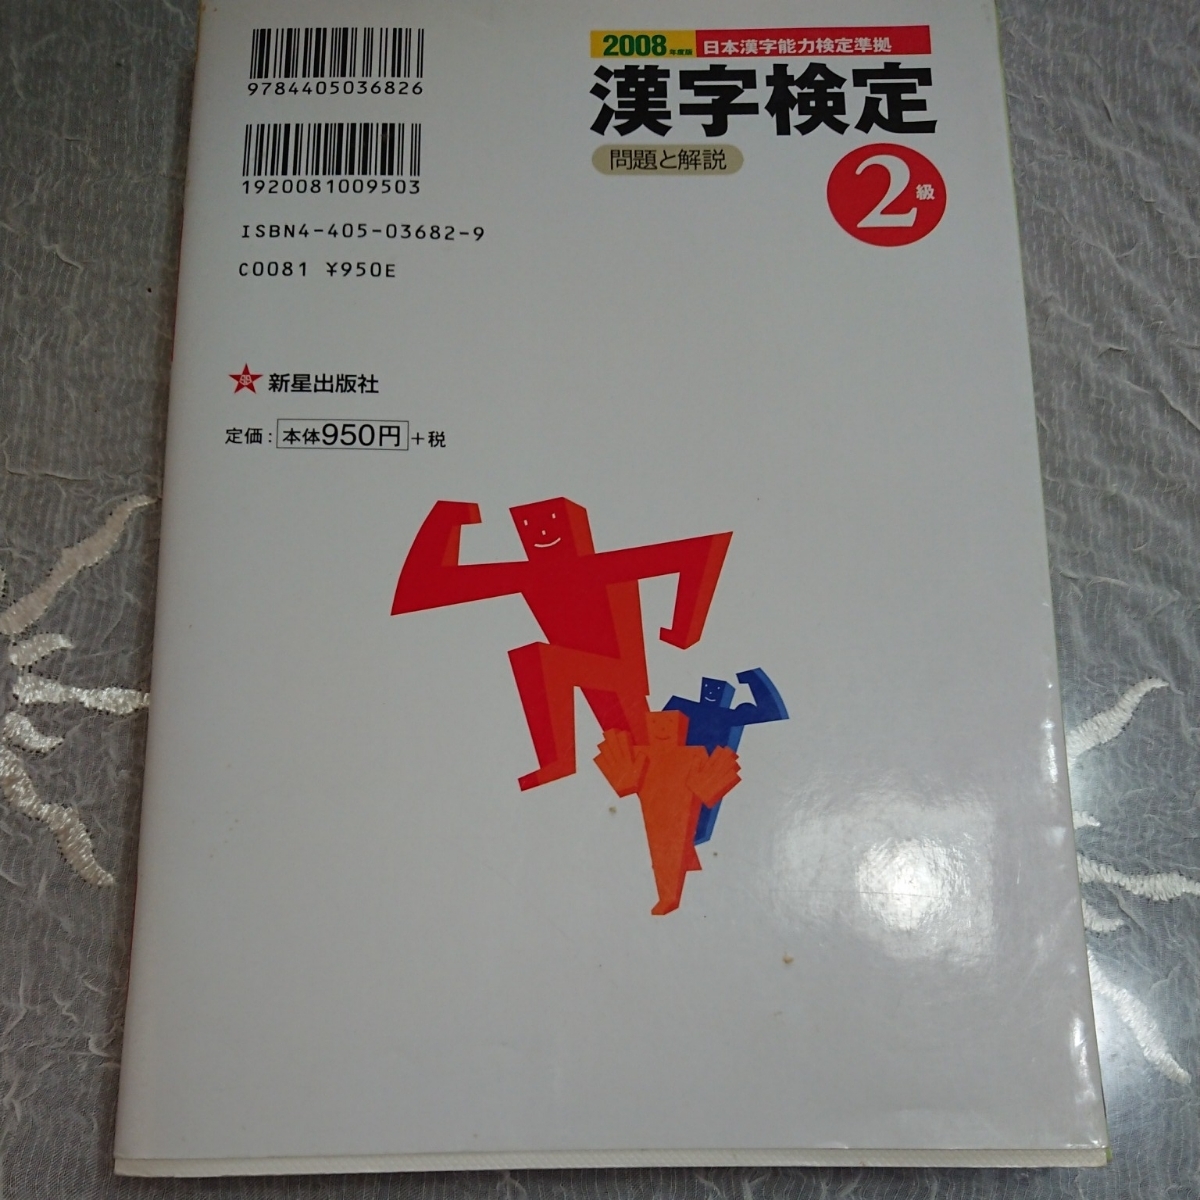 9784405036826
1920081009503
ISBN4-405-03682-9
C0081 ¥950E
2008年度版 日本漢字能力検定準拠
漢字検定
問題と解説
2級
新星出版社
定価:本体950円+税